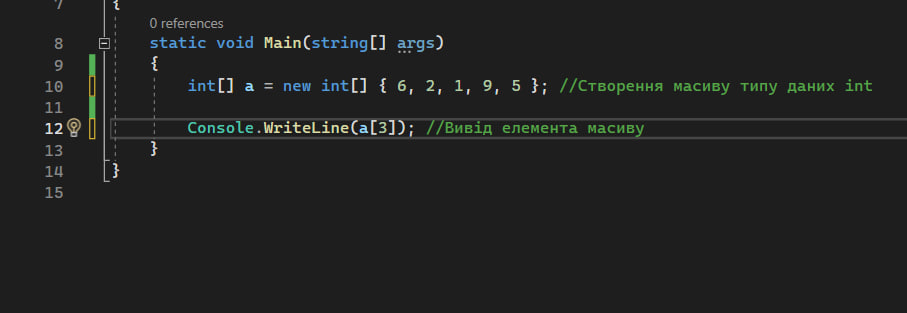 7 {
0 references
8 static void Main(string[] args)
9 {
10 int[] a = new int[] { 6, 2, 1, 9, 5 }; //Створення масиву типу даних int
11
12 Console.WriteLine(a[3]); //Вивід елемента масиву
13 }
14 }
15